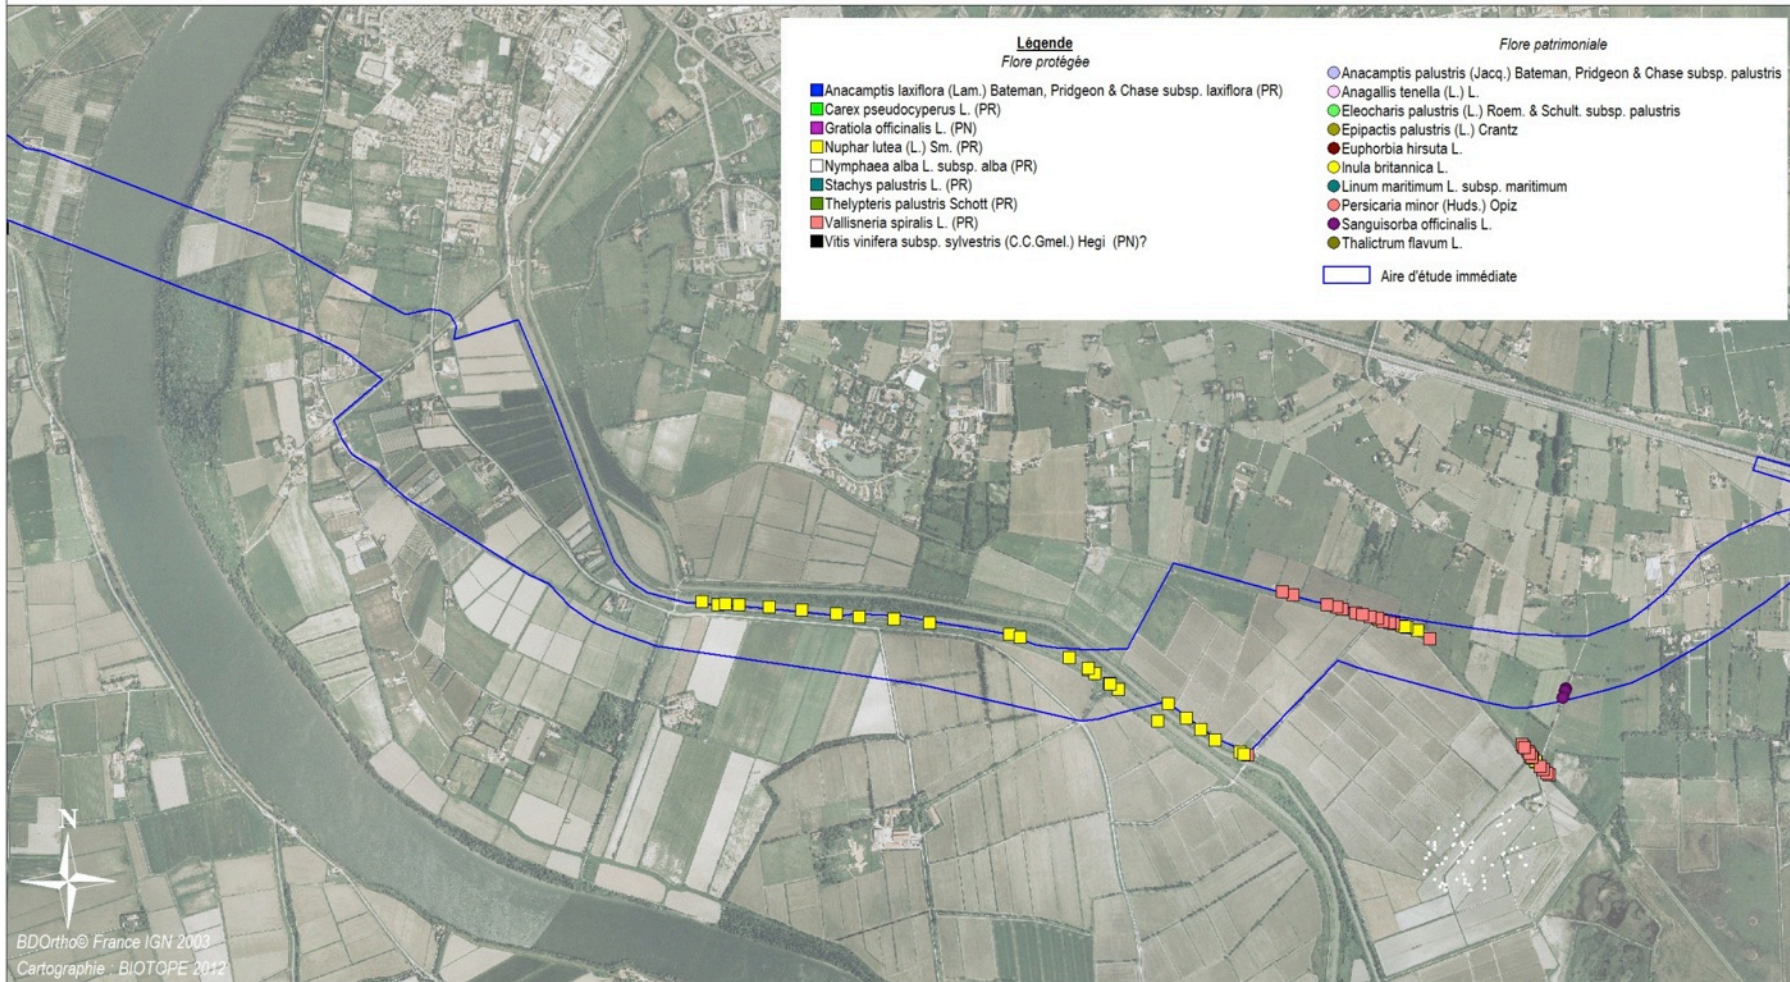 Légende
Flore protégée
Anacamptis laxiflora (Lam.) Bateman, Pridgeon & Chase subsp. laxiflora (PR)
Carex pseudocyperus L. (PR)
Gratiola officinalis L. (PN)
Nuphar lutea (L.) Sm. (PR)
Nymphaea alba L. subsp. alba (PR)
Stachys palustris L. (PR)
Thelypteris palustris Schott (PR)
Vallisneria spiralis L. (PR)
Vitis vinifera subsp. sylvestris (C.C.Gmel.) Hegi (PN)?
Flore patrimoniale
Anacamptis palustris (Jacq.) Bateman, Pridgeon & Chase subsp. palustris
Anagallis tenella (L.) L.
Eleocharis palustris (L.) Roem. & Schult. subsp. palustris
Epipactis palustris (L.) Crantz
Euphorbia hirsuta L.
Inula britannica L.
Linum maritimum L. subsp. maritimum
Persicaria minor (Huds.) Opiz
Sanguisorba officinalis L.
Thalictrum flavum L.
Aire d'étude immédiate
N
BDOrtho© France IGN 2003
Cartographie : BIOTOPE 2012